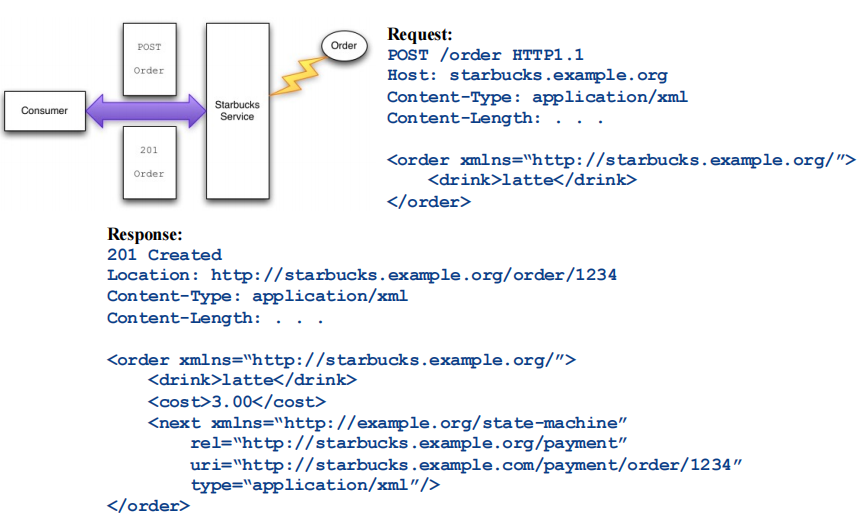 POST
Order
Consumer
Starbucks
Service
201
Order
Order
Request:
POST /order HTTP1.1
Host: starbucks.example.org
Content-Type: application/xml
Content-Length: . . .
<order xmlns=“http://starbucks.example.org/”>
    <drink>latte</drink>
</order>
Response:
201 Created
Location: http://starbucks.example.org/order/1234
Content-Type: application/xml
Content-Length: . . .
<order xmlns=“http://starbucks.example.org/”>
    <drink>latte</drink>
    <cost>3.00</cost>
    <next xmlns=“http://example.org/state-machine”
        rel=“http://starbucks.example.org/payment”
        uri=“http://starbucks.example.com/payment/order/1234”
        type=“application/xml”/>
</order>